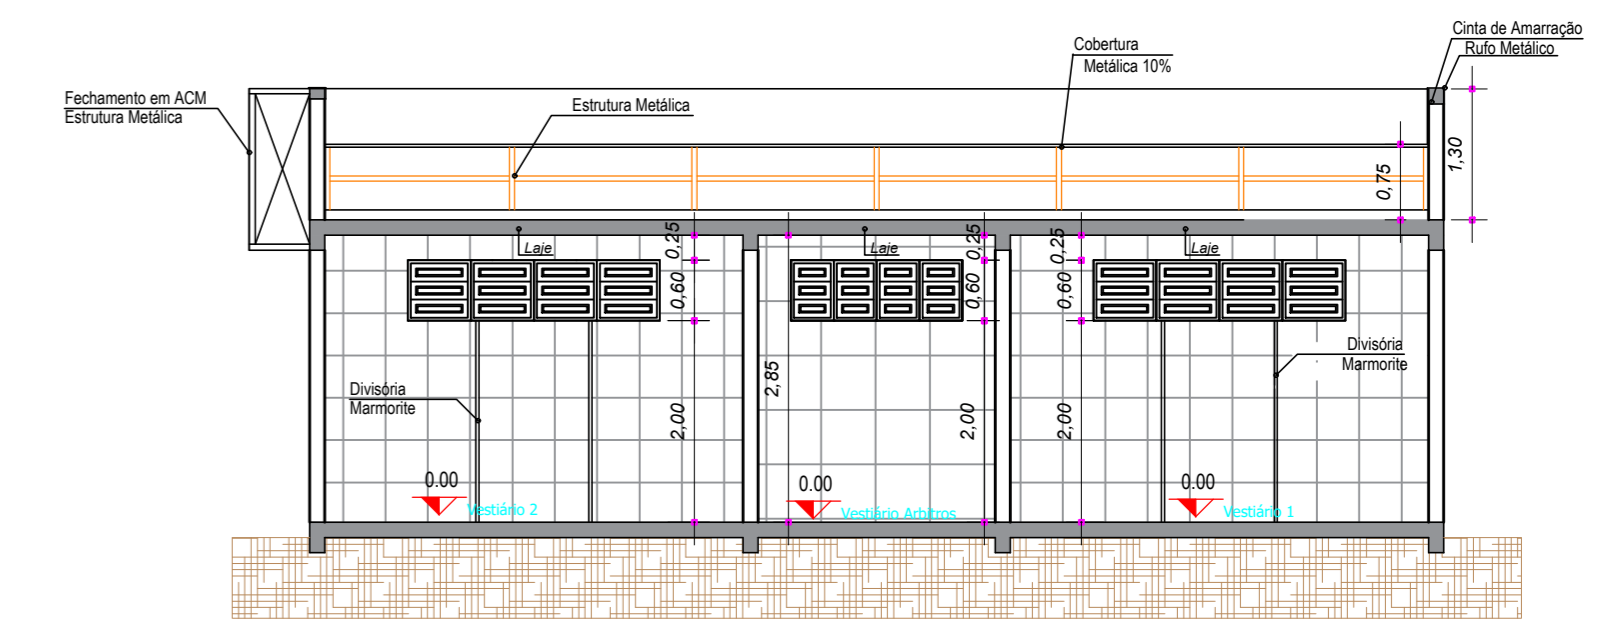 Cinta de Amarração
Rufo Metálico
Cobertura
Metálica 10%
Fechamento em ACM
Estrutura Metálica
Estrutura Metálica
1,30
0,75
0,25
0,25
0,25
Laje
Laje
Laje
0,60
0,60
0,60
Divisória
Marmorite
2,85
Divisória
Marmorite
2,00
2,00
2,00
0.00
0.00
0.00
Vestiário 2
Vestiário Arbitros
Vestiário 1